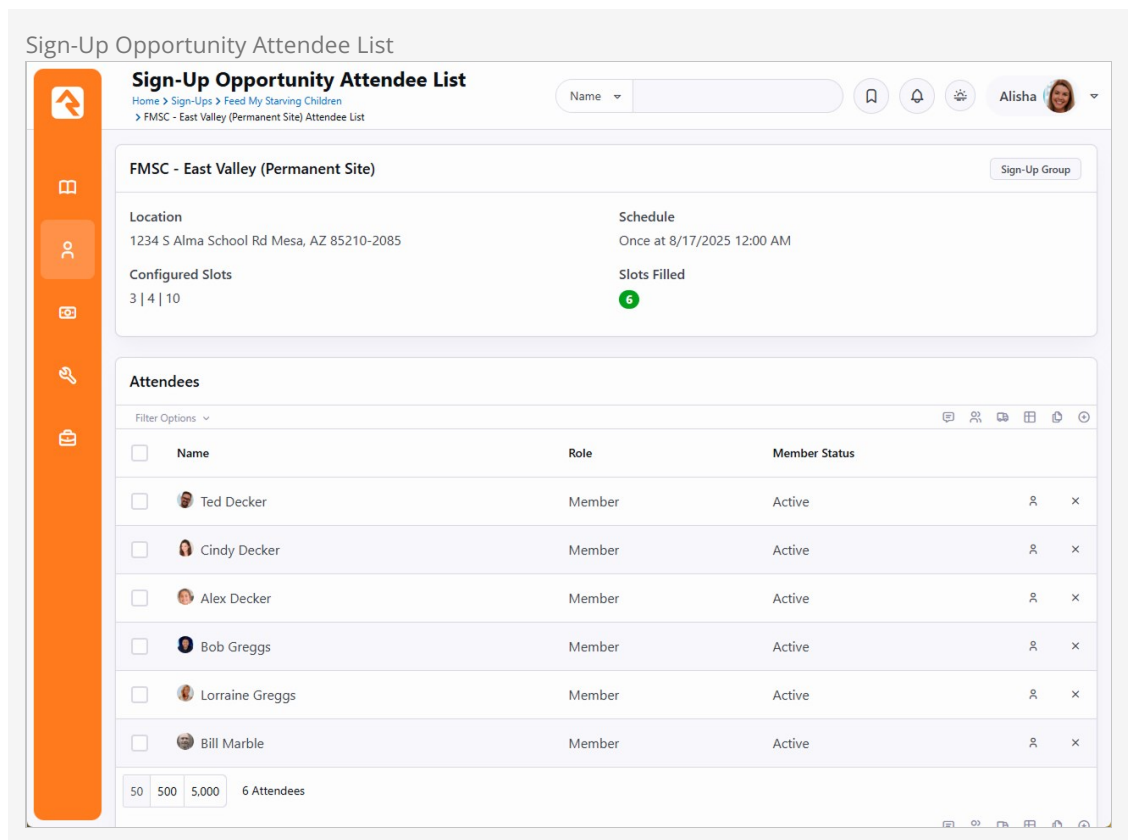 Sign-Up Opportunity Attendee List
Sign-Up Opportunity Attendee List
Home > Sign-Ups > Feed My Starving Children
> FMSC - East Valley (Permanent Site) Attendee List
Name
Alisha
FMSC - East Valley (Permanent Site)
Sign-Up Group
Location
Schedule
1234 S Alma School Rd Mesa, AZ 85210-2085
Once at 8/17/2025 12:00 AM
Configured Slots
Slots Filled
3 | 4 | 10
6
Attendees
Filter Options
Name Role Member Status
Ted Decker Member Active
Cindy Decker Member Active
Alex Decker Member Active
Bob Greggs Member Active
Lorraine Greggs Member Active
Bill Marble Member Active
50 500 5,000 6 Attendees